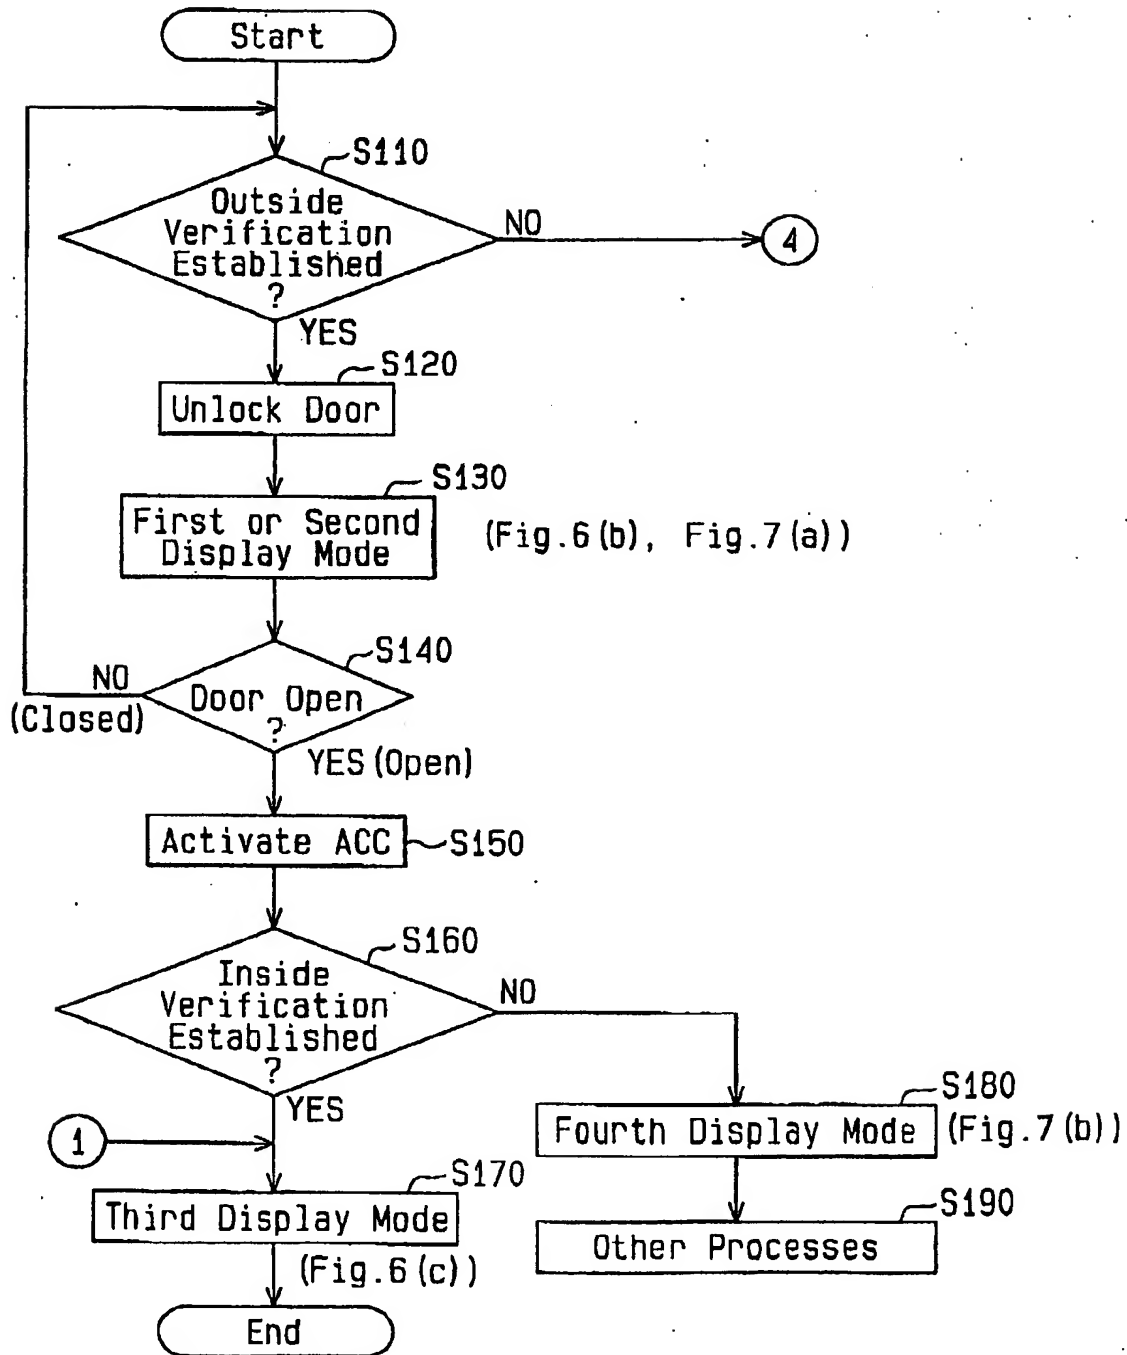 Start
S110
Outside
Verification
Established
?
NO
4
YES
S120
Unlock Door
S130
First or Second
Display Mode
(Fig.6(b), Fig.7(a))
S140
NO
(Closed)
Door Open
?
YES(Open)
Activate ACC
S150
S160
Inside
Verification
Established
?
NO
YES
1
S180
Fourth Display Mode
(Fig.7(b))
S170
Third Display Mode
(Fig.6(c))
S190
Other Processes
End